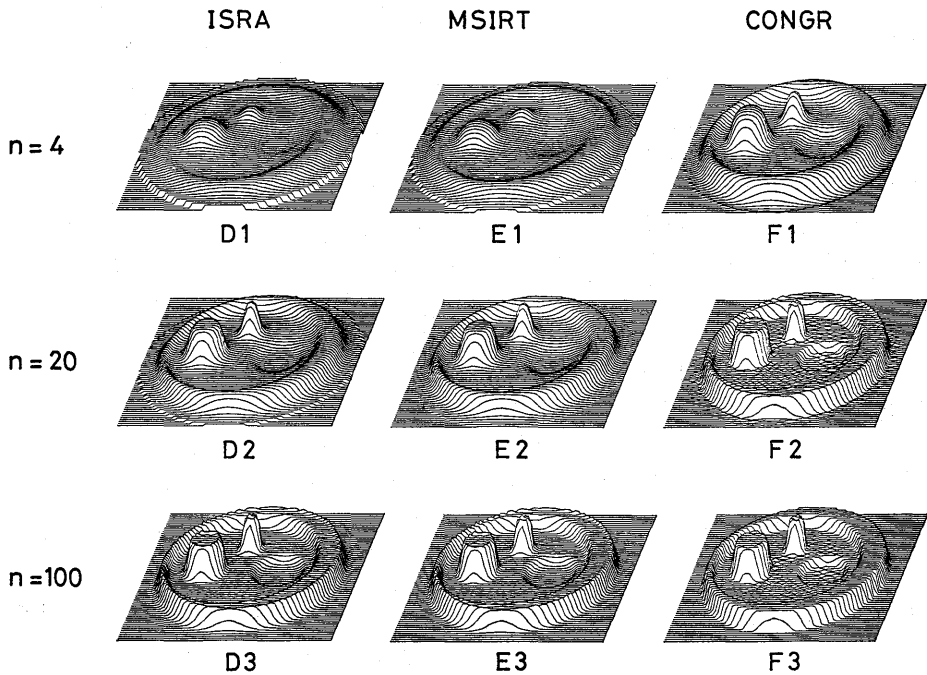 ISRA MSIRT CONGR
n = 4
D1 E1 F1
n = 20
D2 E2 F2
n = 100
D3 E3 F3